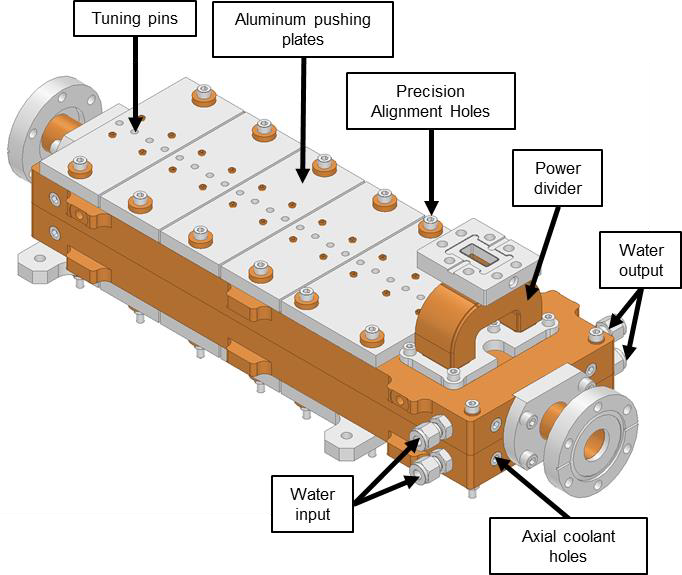 Tuning pins
Aluminum pushing
plates
Precision
Alignment Holes
Power
divider
Water
output
Water
input
Axial coolant
holes